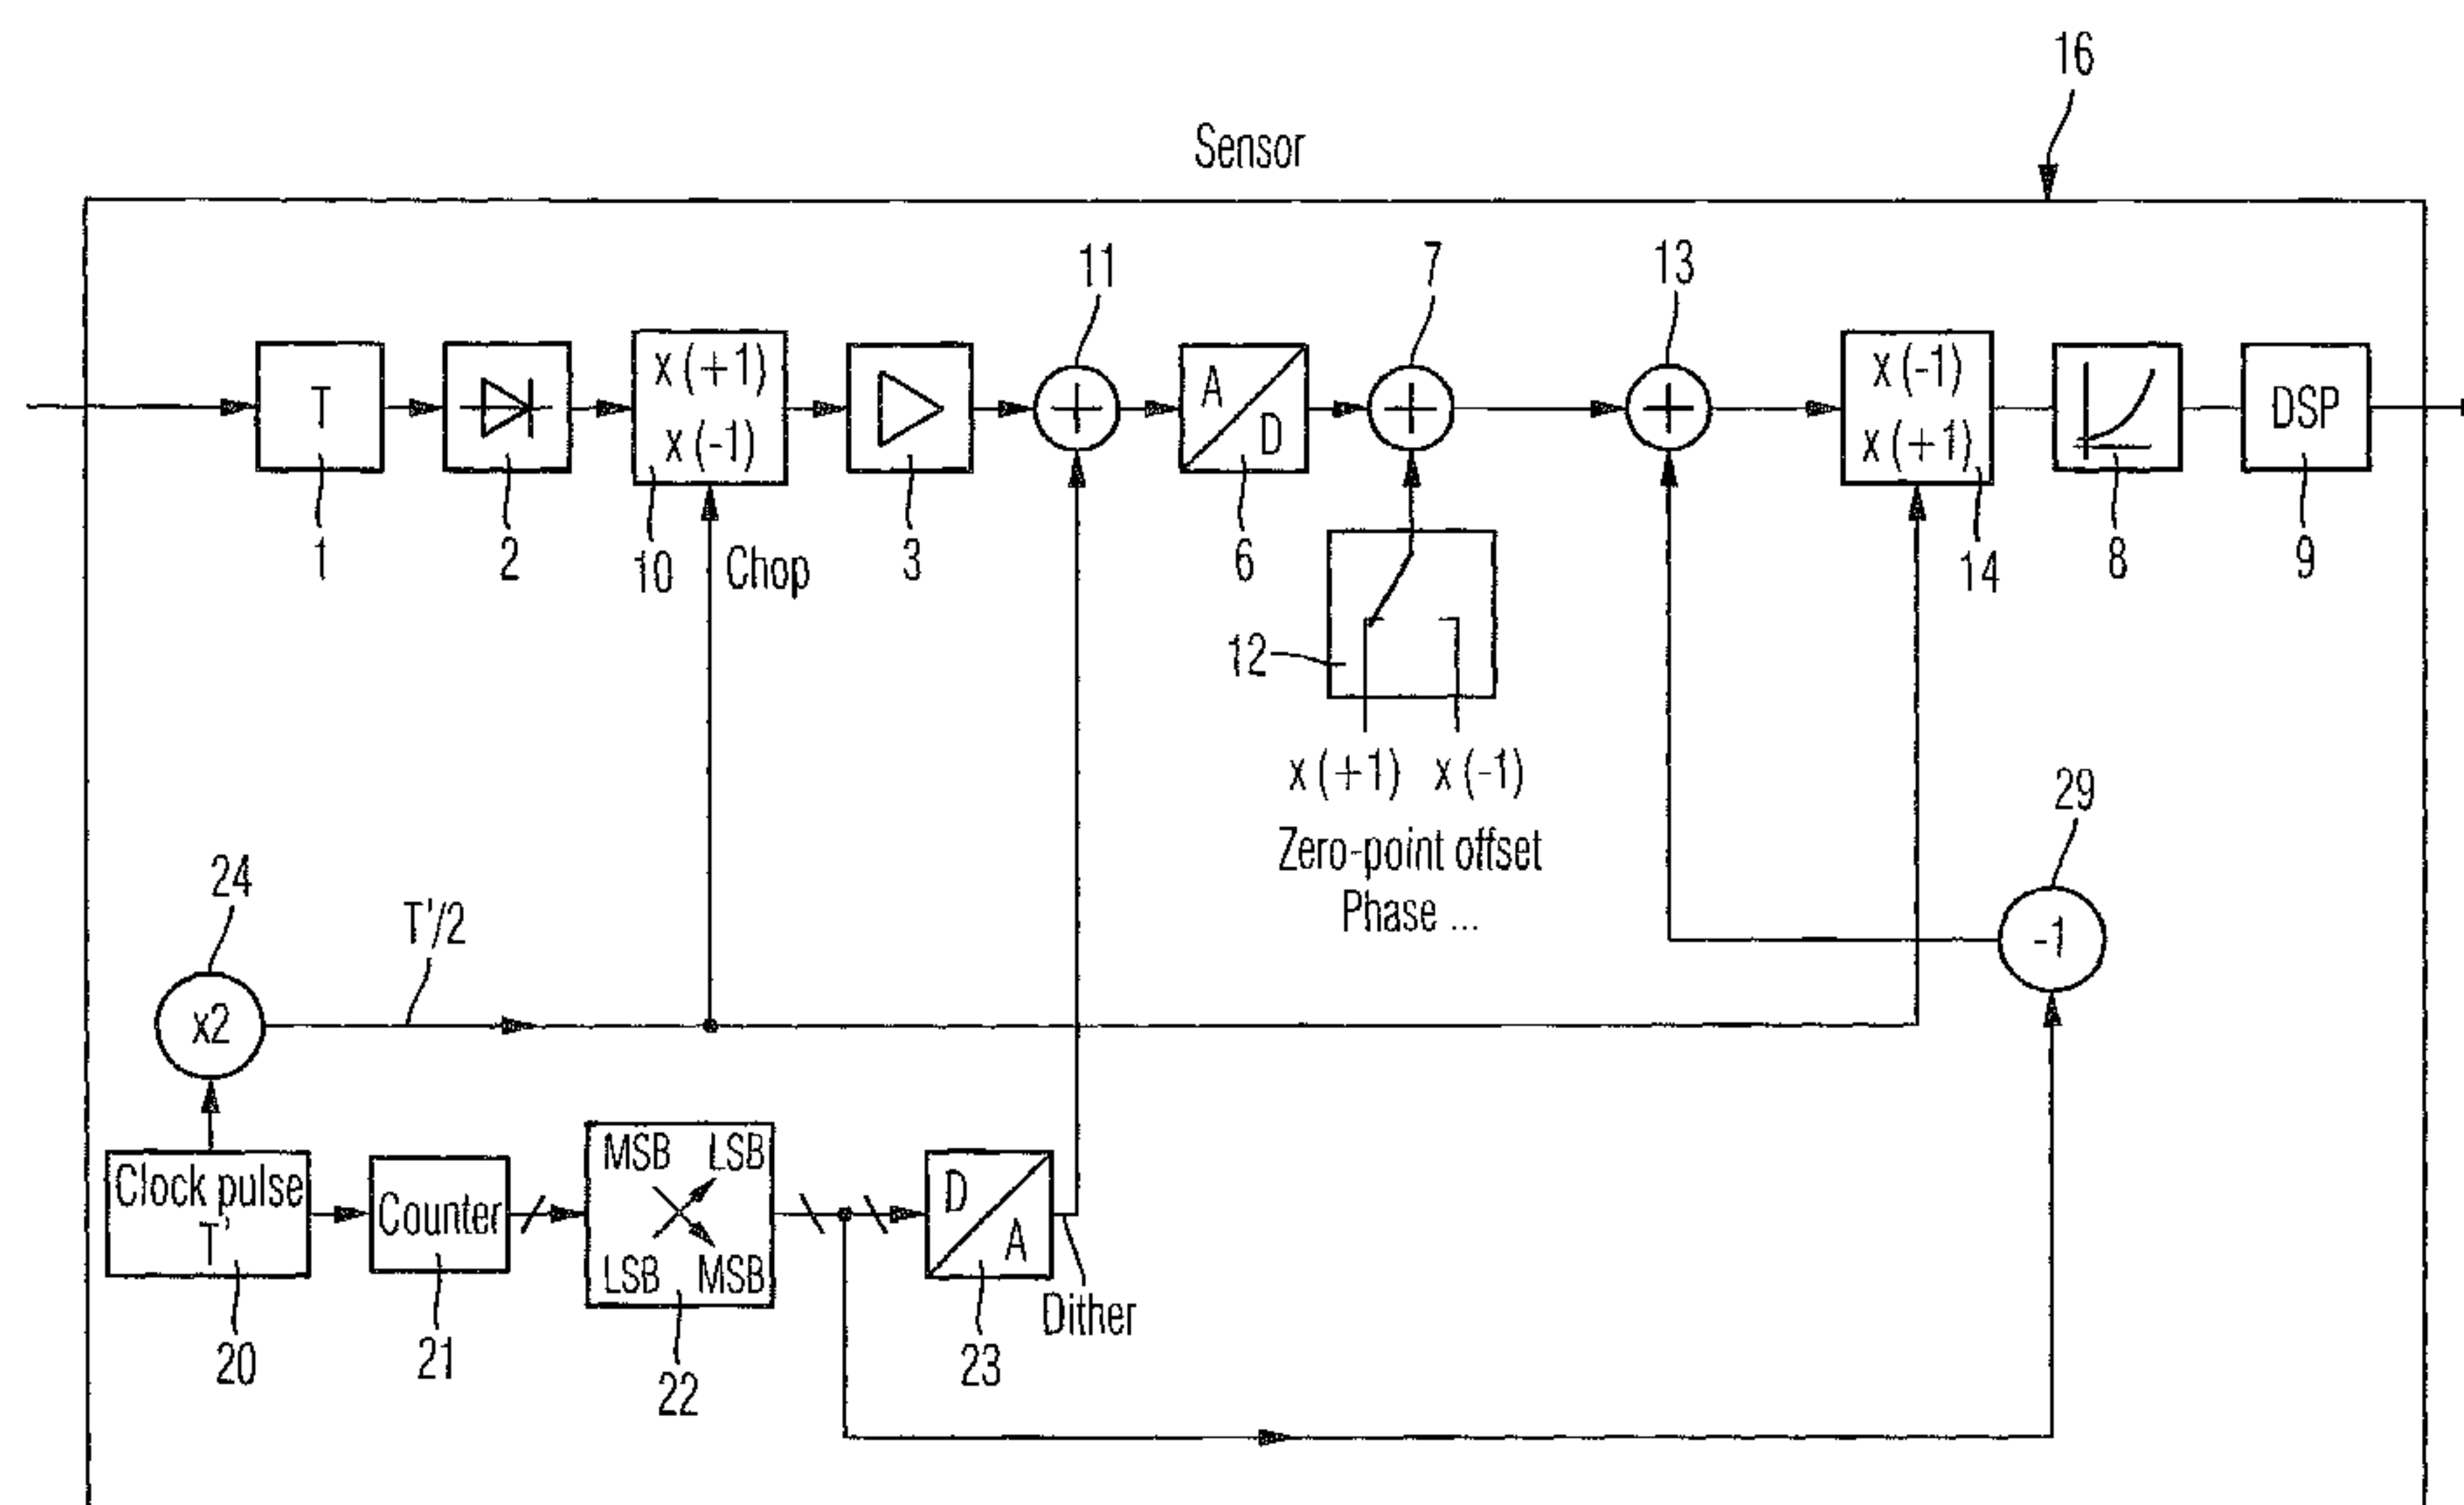 16
Sensor
11
7
13
T
x (+1)
x (-1)
A
D
x (-1)
x (+1)
DSP
1
2
10
Chop
3
6
14
8
9
12
x (+1) x (-1)
Zero-point offset
Phase ...
29
-1
24
T'/2
x2
Clock pulse
T'
Counter
MSB LSB
LSB MSB
D
A
Dither
20
21
22
23